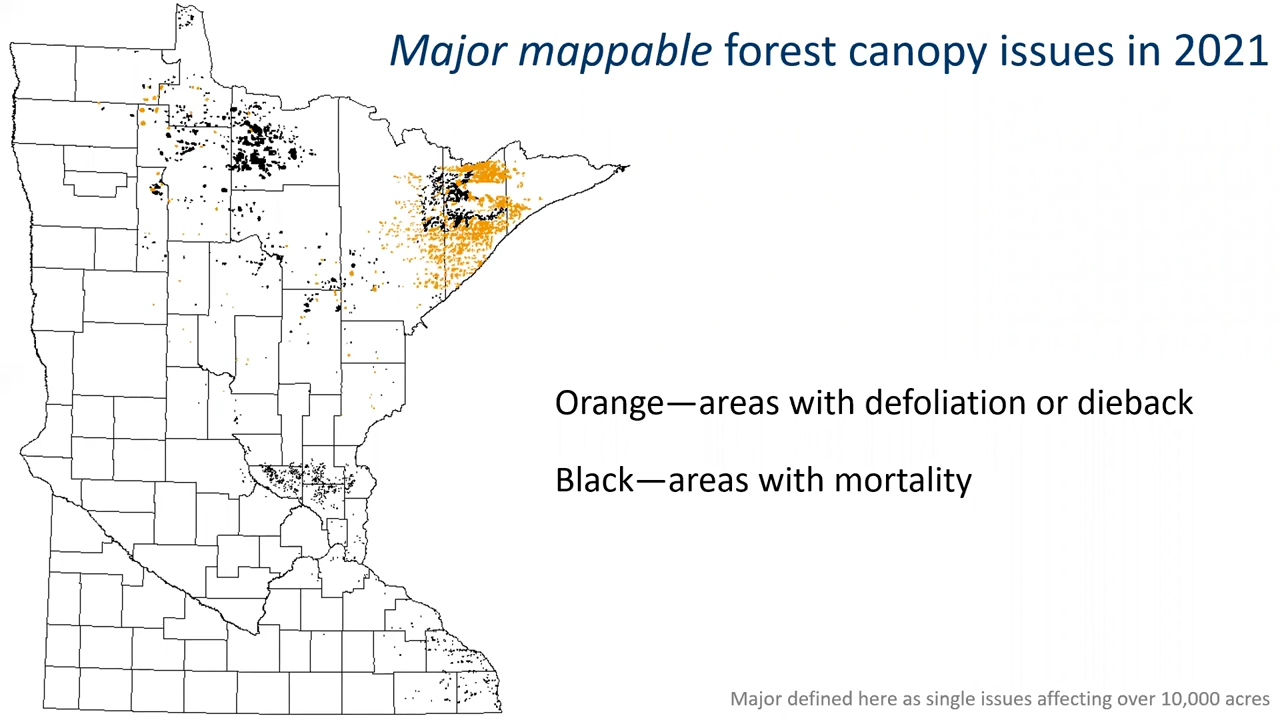 Major mappable forest canopy issues in 2021
Orange—areas with defoliation or dieback
Black—areas with mortality
Major defined here as single issues affecting over 10,000 acres